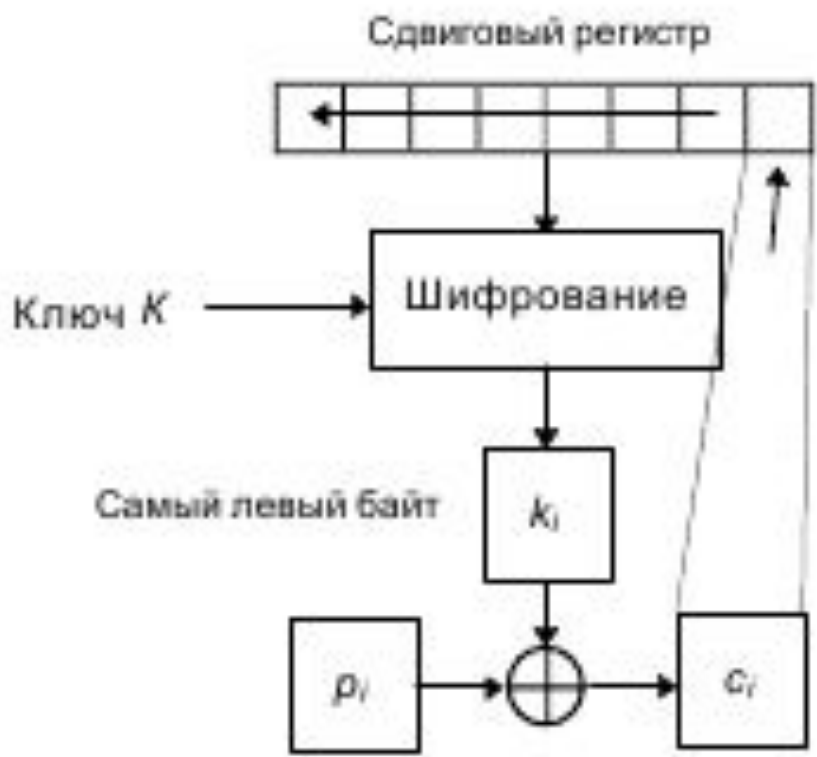 Сдвиговый регистр
Шифрование
Ключ K
Самый левый байт
kᵢ
pᵢ
cᵢ